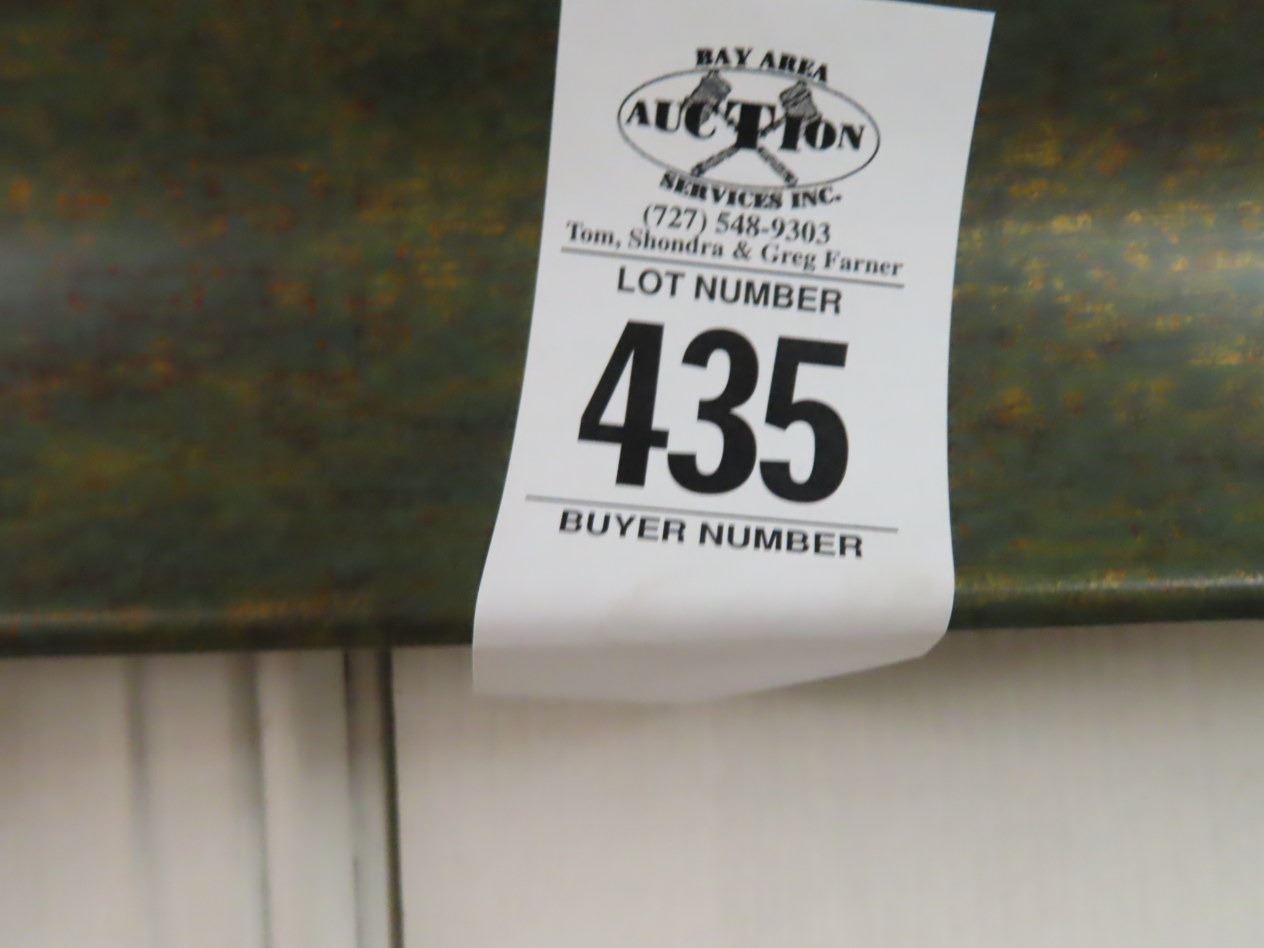 BAY AREA
AUCTION
SERVICES INC.
(727) 548-9303
Tom, Shondra & Greg Farner
LOT NUMBER
435
BUYER NUMBER